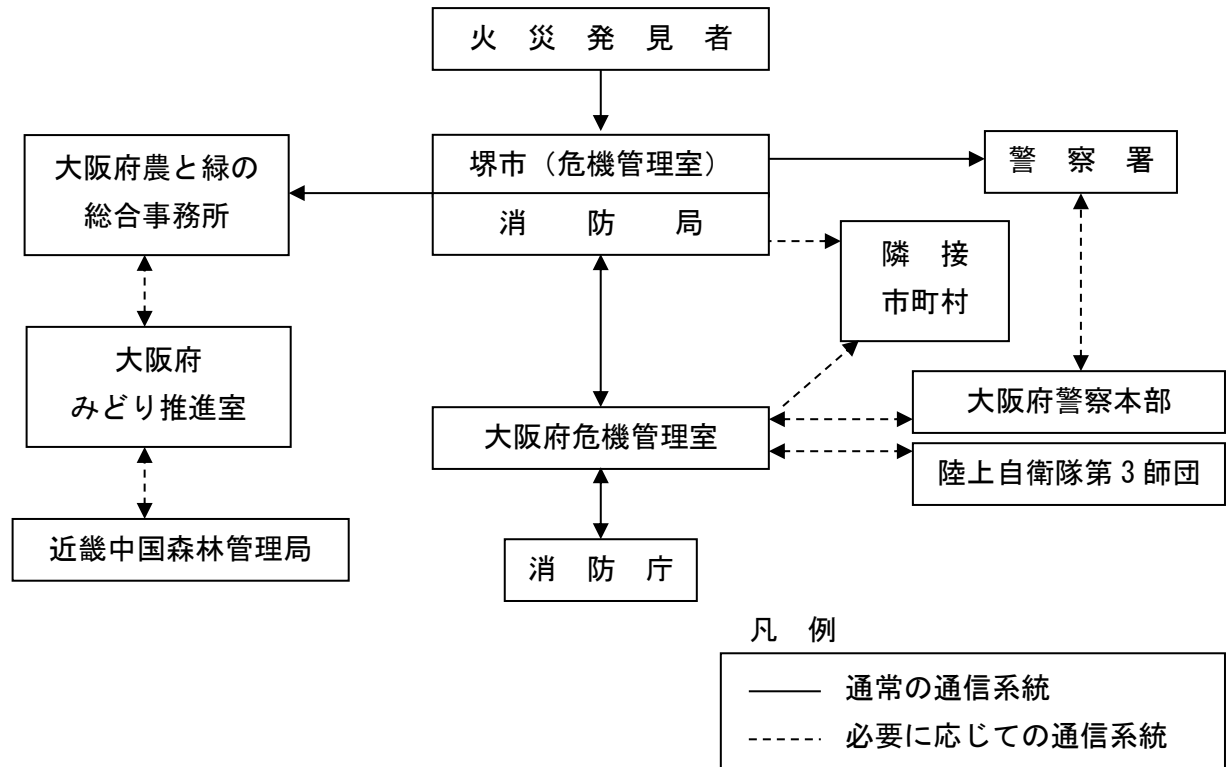 火 災 発 見 者
大阪府農と緑の
総合事務所
堺市（危機管理室）
消 防 局
警 察 署
隣 接
市町村
大阪府
みどり推進室
大阪府危機管理室
大阪府警察本部
陸上自衛隊第3師団
近畿中国森林管理局
消 防 庁
凡 例
通常の通信系統
必要に応じての通信系統